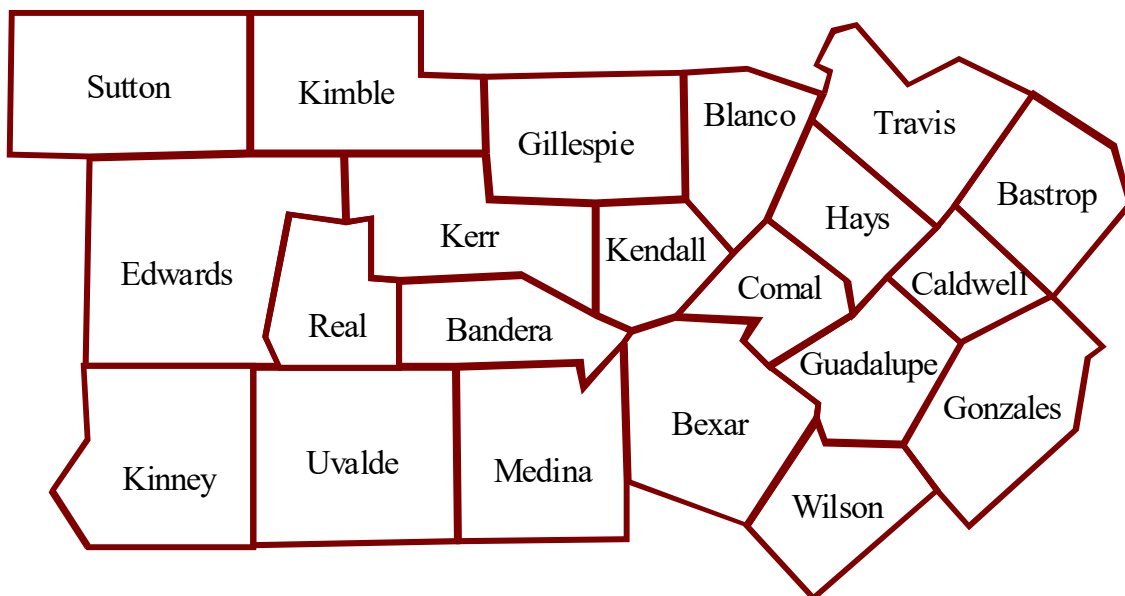 Sutton
Kimble
Gillespie
Blanco
Travis
Bastrop
Edwards
Kerr
Kendall
Hays
Comal
Caldwell
Real
Bandera
Guadalupe
Gonzales
Kinney
Uvalde
Medina
Bexar
Wilson